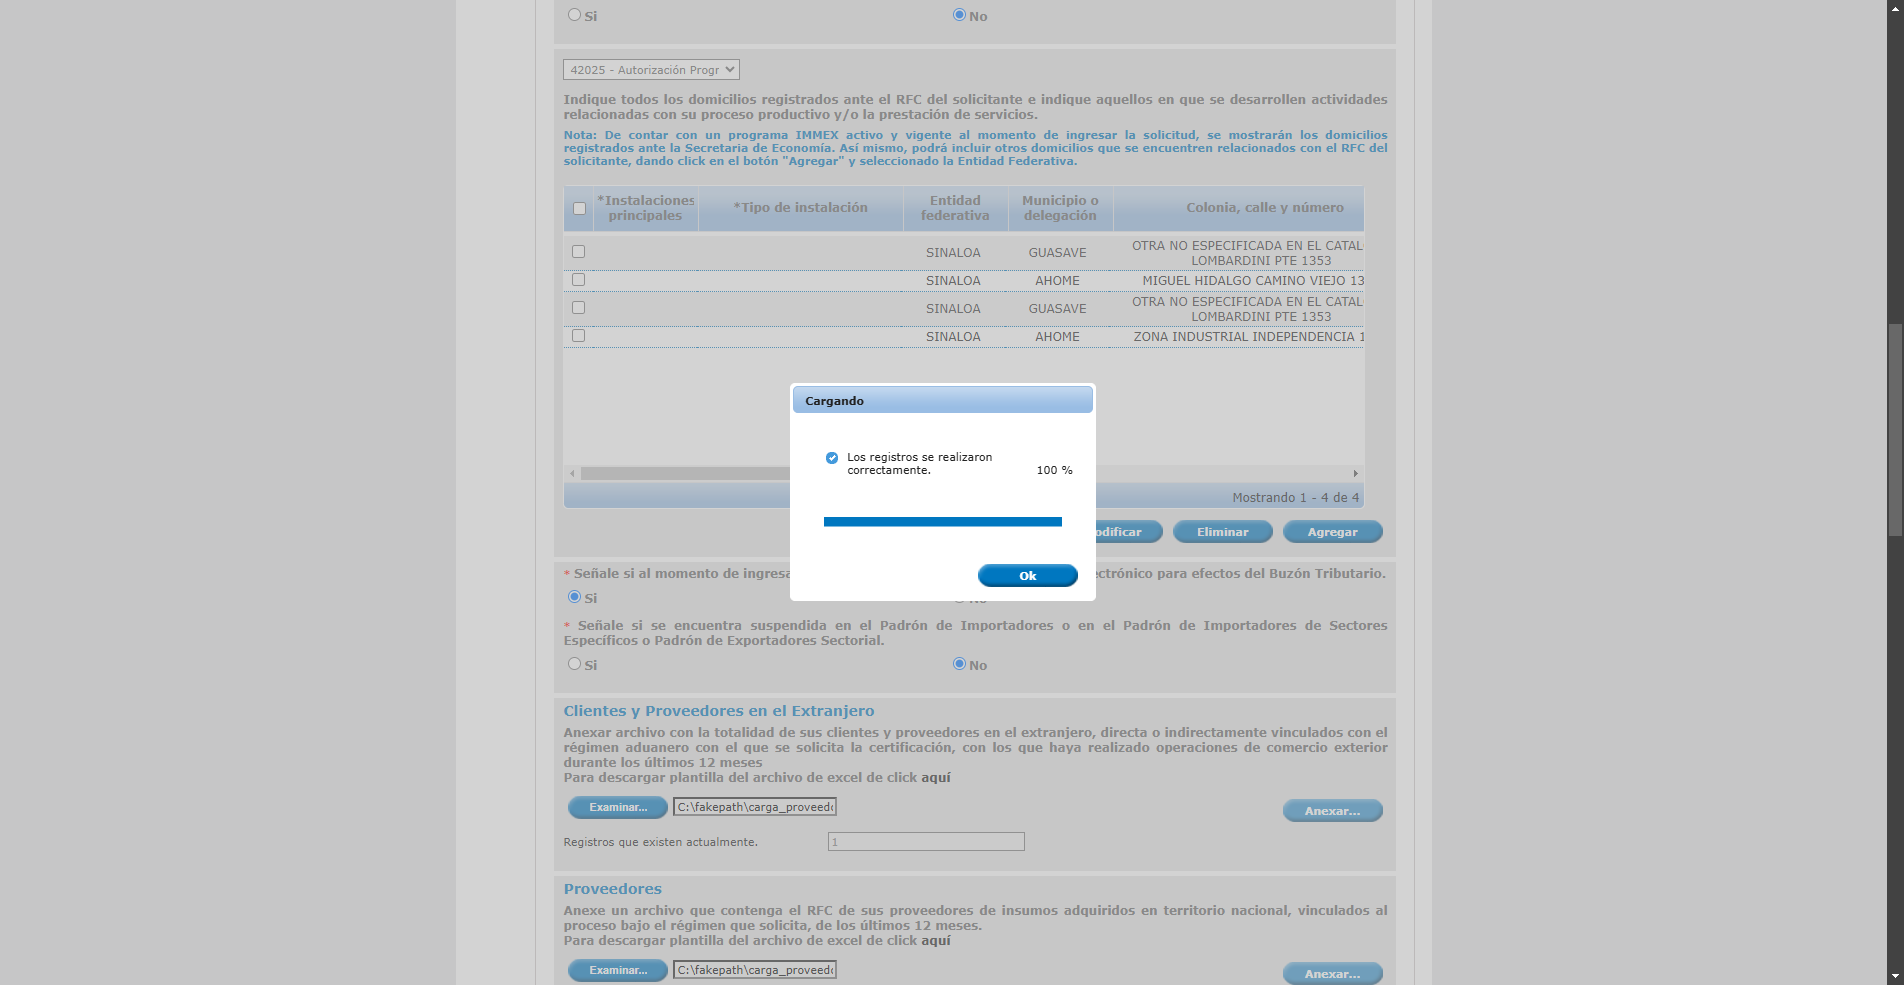 Si
No
42025 - Autorización Progr
Indique todos los domicilios registrados ante el RFC del solicitante e indique aquellos en que se desarrollen actividades
relacionadas con su proceso productivo y/o la prestación de servicios.
Nota: De contar con un programa IMMEX activo y vigente al momento de ingresar la solicitud, se mostrarán los domicilios
registrados ante la Secretaria de Economía. Así mismo, podrá incluir otros domicilios que se encuentren relacionados con el RFC del
solicitante, dando click en el botón "Agregar" y seleccionado la Entidad Federativa.
*Instalaciones
principales
*Tipo de instalación
Entidad
federativa
Municipio o
delegación
Colonia, calle y número
SINALOA
GUASAVE
OTRA NO ESPECIFICADA EN EL CATAL
LOMBARDINI PTE 1353
SINALOA
AHOME
MIGUEL HIDALGO CAMINO VIEJO 13
SINALOA
GUASAVE
OTRA NO ESPECIFICADA EN EL CATAL
LOMBARDINI PTE 1353
SINALOA
AHOME
ZONA INDUSTRIAL INDEPENDENCIA 1
Mostrando 1 - 4 de 4
odificar
Eliminar
Agregar
Cargando
Los registros se realizaron
correctamente.
100 %
Ok
* Señale si al momento de ingresa
ctrónico para efectos del Buzón Tributario.
Si
* Señale si se encuentra suspendida en el Padrón de Importadores o en el Padrón de Importadores de Sectores
Específicos o Padrón de Exportadores Sectorial.
Si
No
Clientes y Proveedores en el Extranjero
Anexar archivo con la totalidad de sus clientes y proveedores en el extranjero, directa o indirectamente vinculados con el
régimen aduanero con el que se solicita la certificación, con los que haya realizado operaciones de comercio exterior
durante los últimos 12 meses
Para descargar plantilla del archivo de excel de click aquí
Examinar...
C:\fakepath\carga_proveedo
Anexar...
Registros que existen actualmente.
1
Proveedores
Anexe un archivo que contenga el RFC de sus proveedores de insumos adquiridos en territorio nacional, vinculados al
proceso bajo el régimen que solicita, de los últimos 12 meses.
Para descargar plantilla del archivo de excel de click aquí
Examinar...
C:\fakepath\carga_proveedo
Anexar...